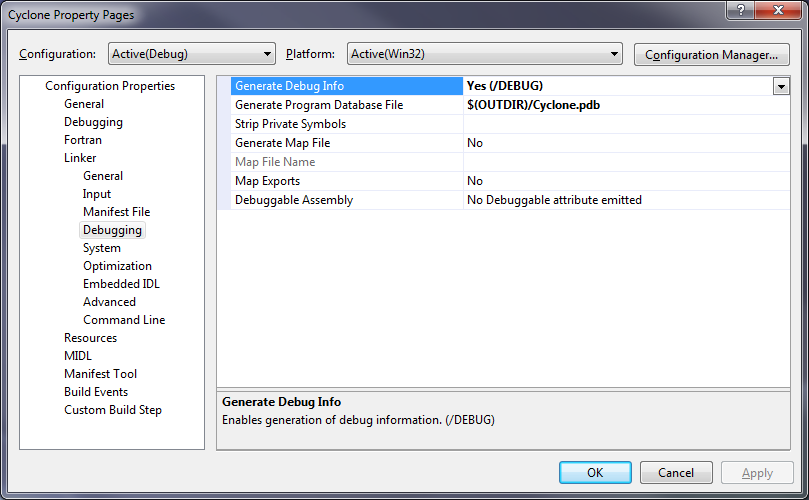 Cyclone Property Pages
Configuration: Active(Debug) Platform: Active(Win32) Configuration Manager...
Configuration Properties
General
Debugging
Fortran
Linker
General
Input
Manifest File
Debugging
System
Optimization
Embedded IDL
Advanced
Command Line
Resources
MIDL
Manifest Tool
Build Events
Custom Build Step
Generate Debug Info Yes (/DEBUG)
Generate Program Database File $(OUTDIR)/Cyclone.pdb
Strip Private Symbols
Generate Map File No
Map File Name
Map Exports No
Debuggable Assembly No Debuggable attribute emitted
Generate Debug Info
Enables generation of debug information. (/DEBUG)
OK Cancel Apply